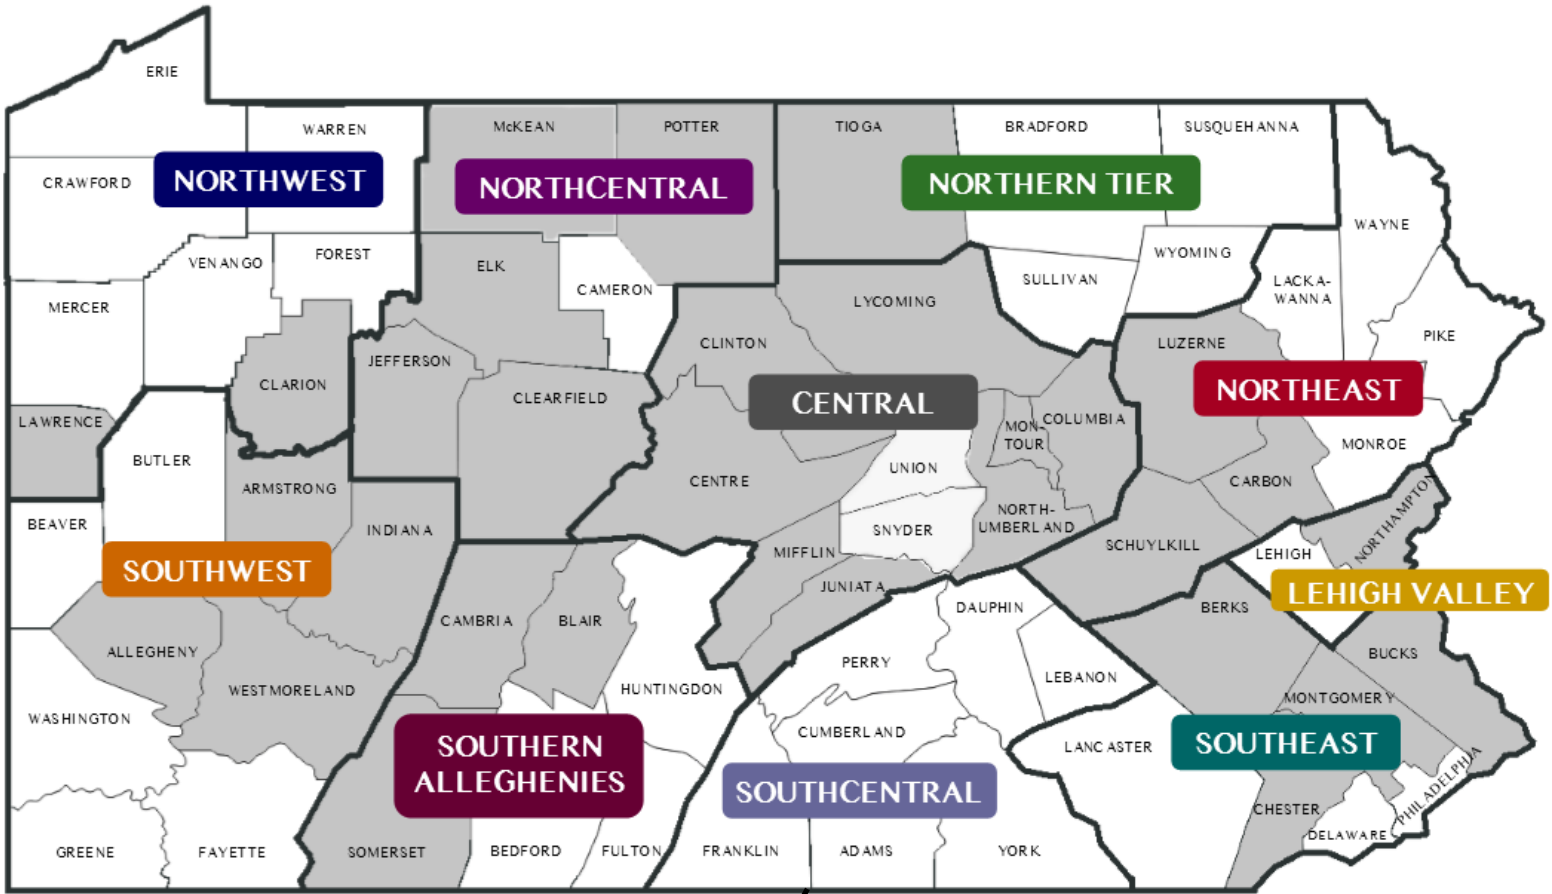 ERIE
WARREN
McKEAN
POTTER
TIOGA
BRADFORD
SUSQUEHANNA
CRAWFORD
NORTHWEST
NORTHCENTRAL
NORTHERN TIER
WAYNE
VENANGO
FOREST
ELK
CAMERON
SULLIVAN
WYOMING
LACKA-
WANNA
MERCER
LYCOMING
CLINTON
LUZERNE
PIKE
JEFFERSON
CLARION
CLEARFIELD
CENTRAL
NORTHEAST
LAWRENCE
MON-
TOUR
COLUMBIA
MONROE
BUTLER
UNION
CENTRE
CARBON
ARMSTRONG
BEAVER
INDIANA
SNYDER
NORTH-
UMBERLAND
NORTHAMPTON
MIFFLIN
SCHUYLKILL
LEHIGH
SOUTHWEST
JUNIATA
LEHIGH VALLEY
DAUPHIN
BERKS
CAMBRIA
BLAIR
ALLEGHENY
PERRY
BUCKS
WESTMORELAND
HUNTINGDON
LEBANON
MONTGOMERY
WASHINGTON
CUMBERLAND
LANCASTER
SOUTHEAST
SOUTHERN
ALLEGHENIES
SOUTHCENTRAL
PHILADELPHIA
CHESTER
DELAWARE
GREENE
FAYETTE
SOMERSET
BEDFORD
FULTON
FRANKLIN
ADAMS
YORK